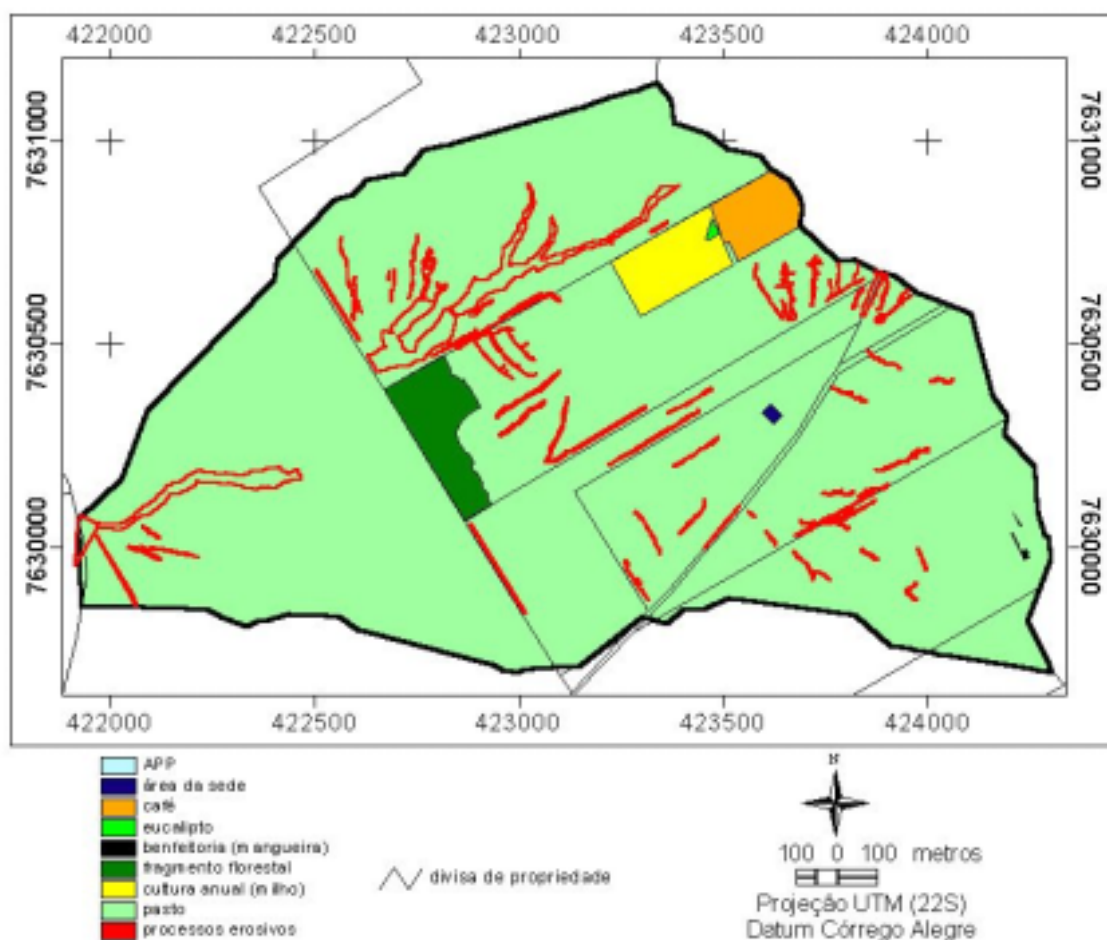 422000 422500 423000 423500 424000
7631000 7631000
7630500 7630500
7630000 7630000
422000 422500 423000 423500 424000
APP
área da sede
café
eucalipto
benfeitoria (mangueira)
fragmento florestal
cultura anual (milho)
pasto
processos erosivos
divisa de propriedade
N
100 0 100 metros
Projeção UTM (22S)
Datum Córrego Alegre